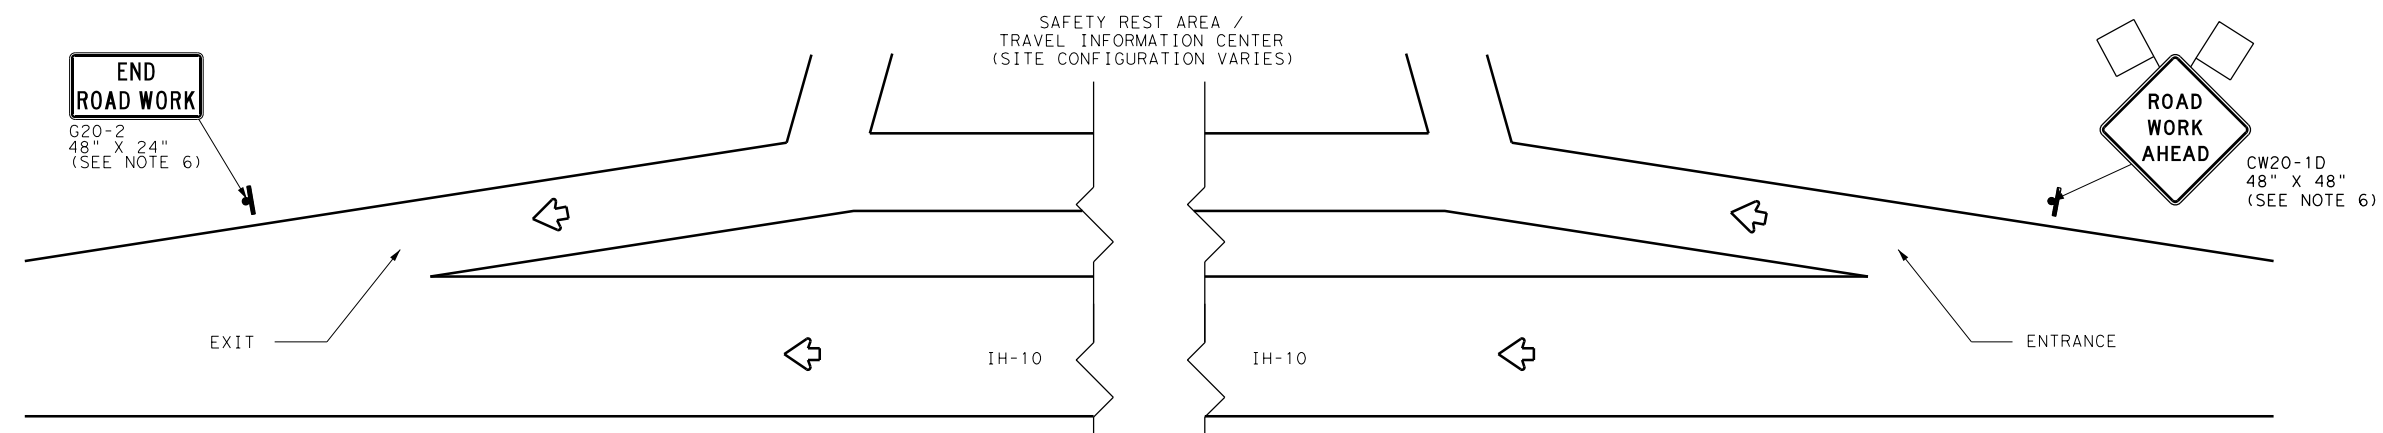 SAFETY REST AREA /
TRAVEL INFORMATION CENTER
(SITE CONFIGURATION VARIES)
END
ROAD WORK
G20-2
48" X 24"
(SEE NOTE 6)
ROAD
WORK
AHEAD
CW20-1D
48" X 48"
(SEE NOTE 6)
EXIT
IH-10
IH-10
ENTRANCE